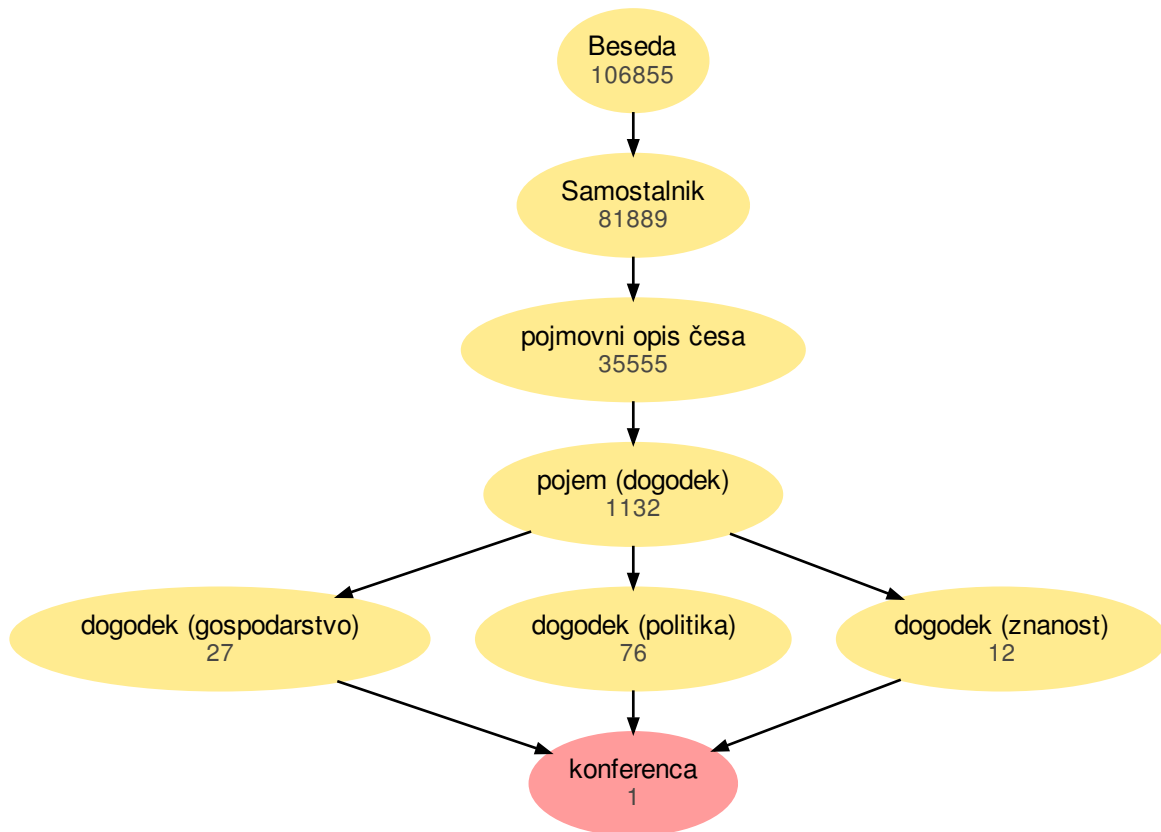 Beseda
106855
Samostalnik
81889
pojmovni opis česa
35555
pojem (dogodek)
1132
dogodek (gospodarstvo)
27
dogodek (politika)
76
dogodek (znanost)
12
konferenca
1